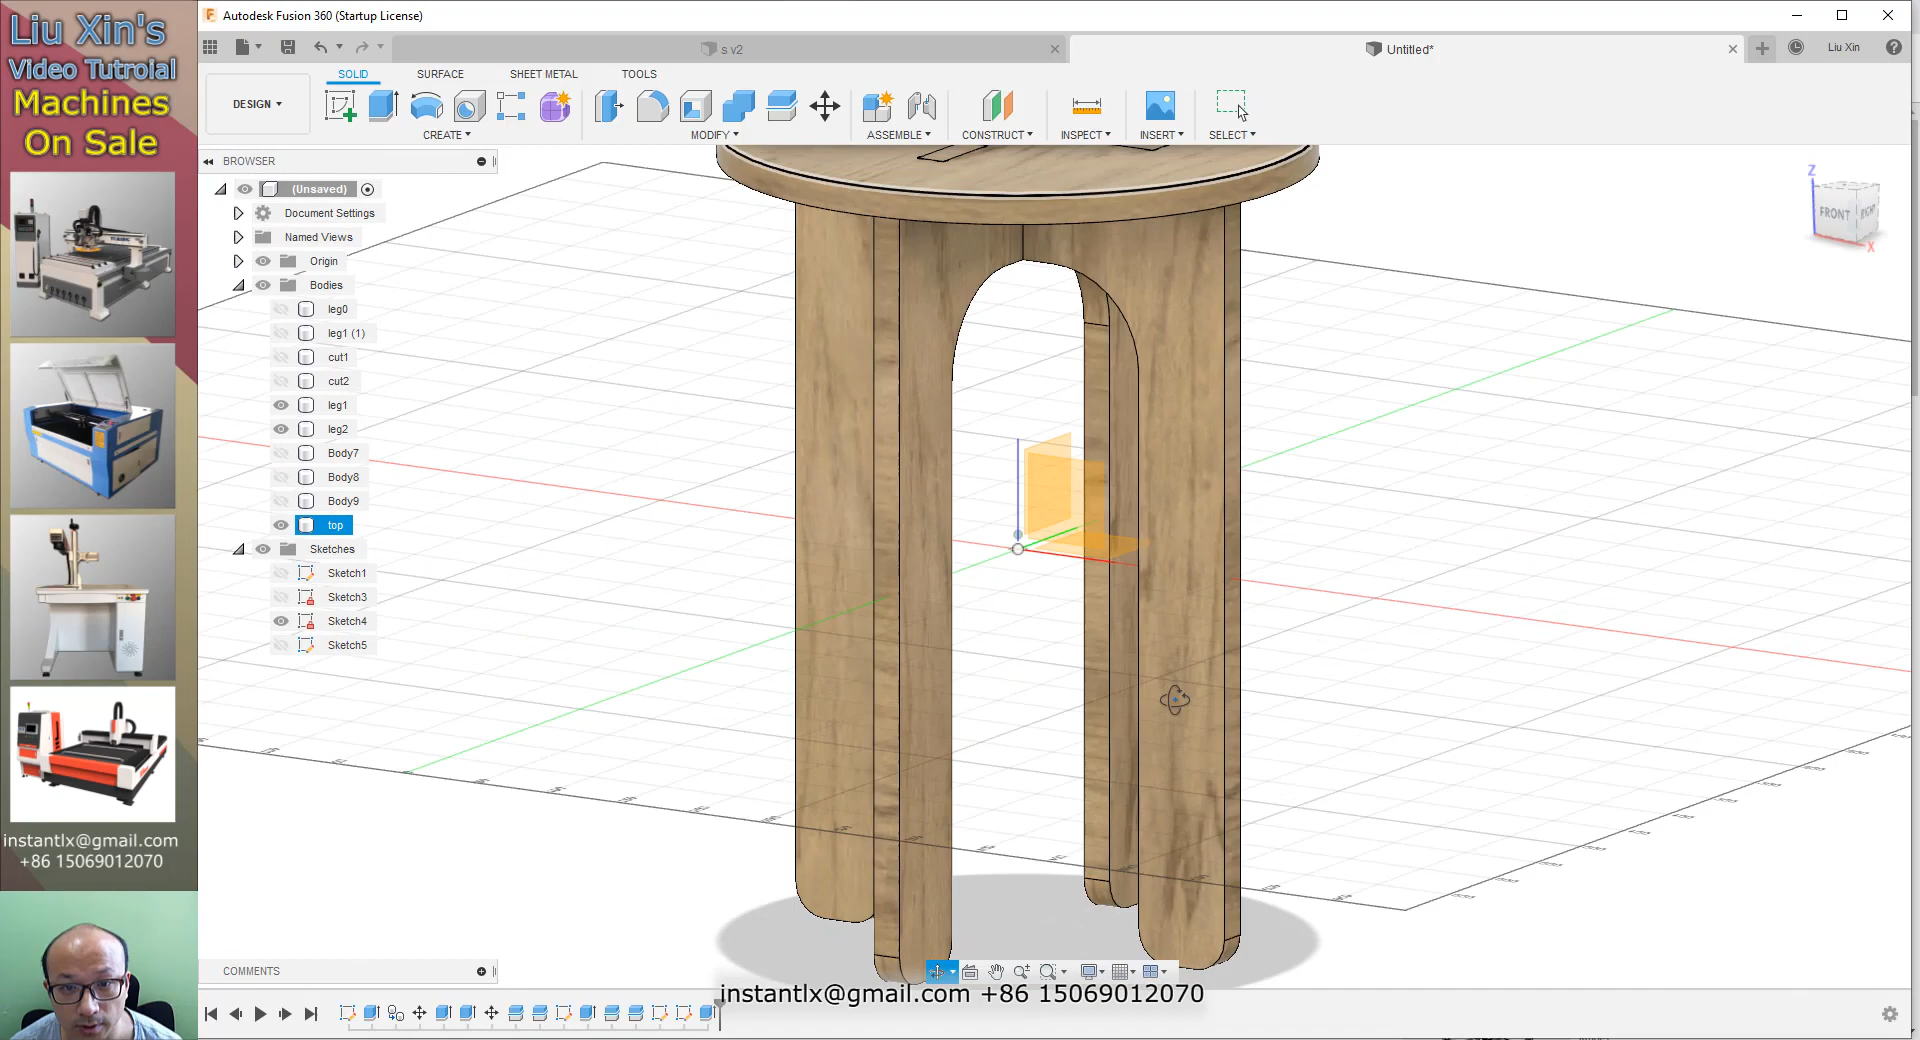 Liu Xin's
Video Tutroial
Machines
On Sale
instantlx@gmail.com
+86 15069012070
Autodesk Fusion 360 (Startup License)
s v2
Untitled*
Liu Xin
DESIGN
SOLID
SURFACE
SHEET METAL
TOOLS
CREATE
MODIFY
ASSEMBLE
CONSTRUCT
INSPECT
INSERT
SELECT
BROWSER
(Unsaved)
Document Settings
Named Views
Origin
Bodies
leg0
leg1 (1)
cut1
cut2
leg1
leg2
Body7
Body8
Body9
top
Sketches
Sketch1
Sketch3
Sketch4
Sketch5
Z
FRONT
RIGHT
X
COMMENTS
instantlx@gmail.com +86 15069012070